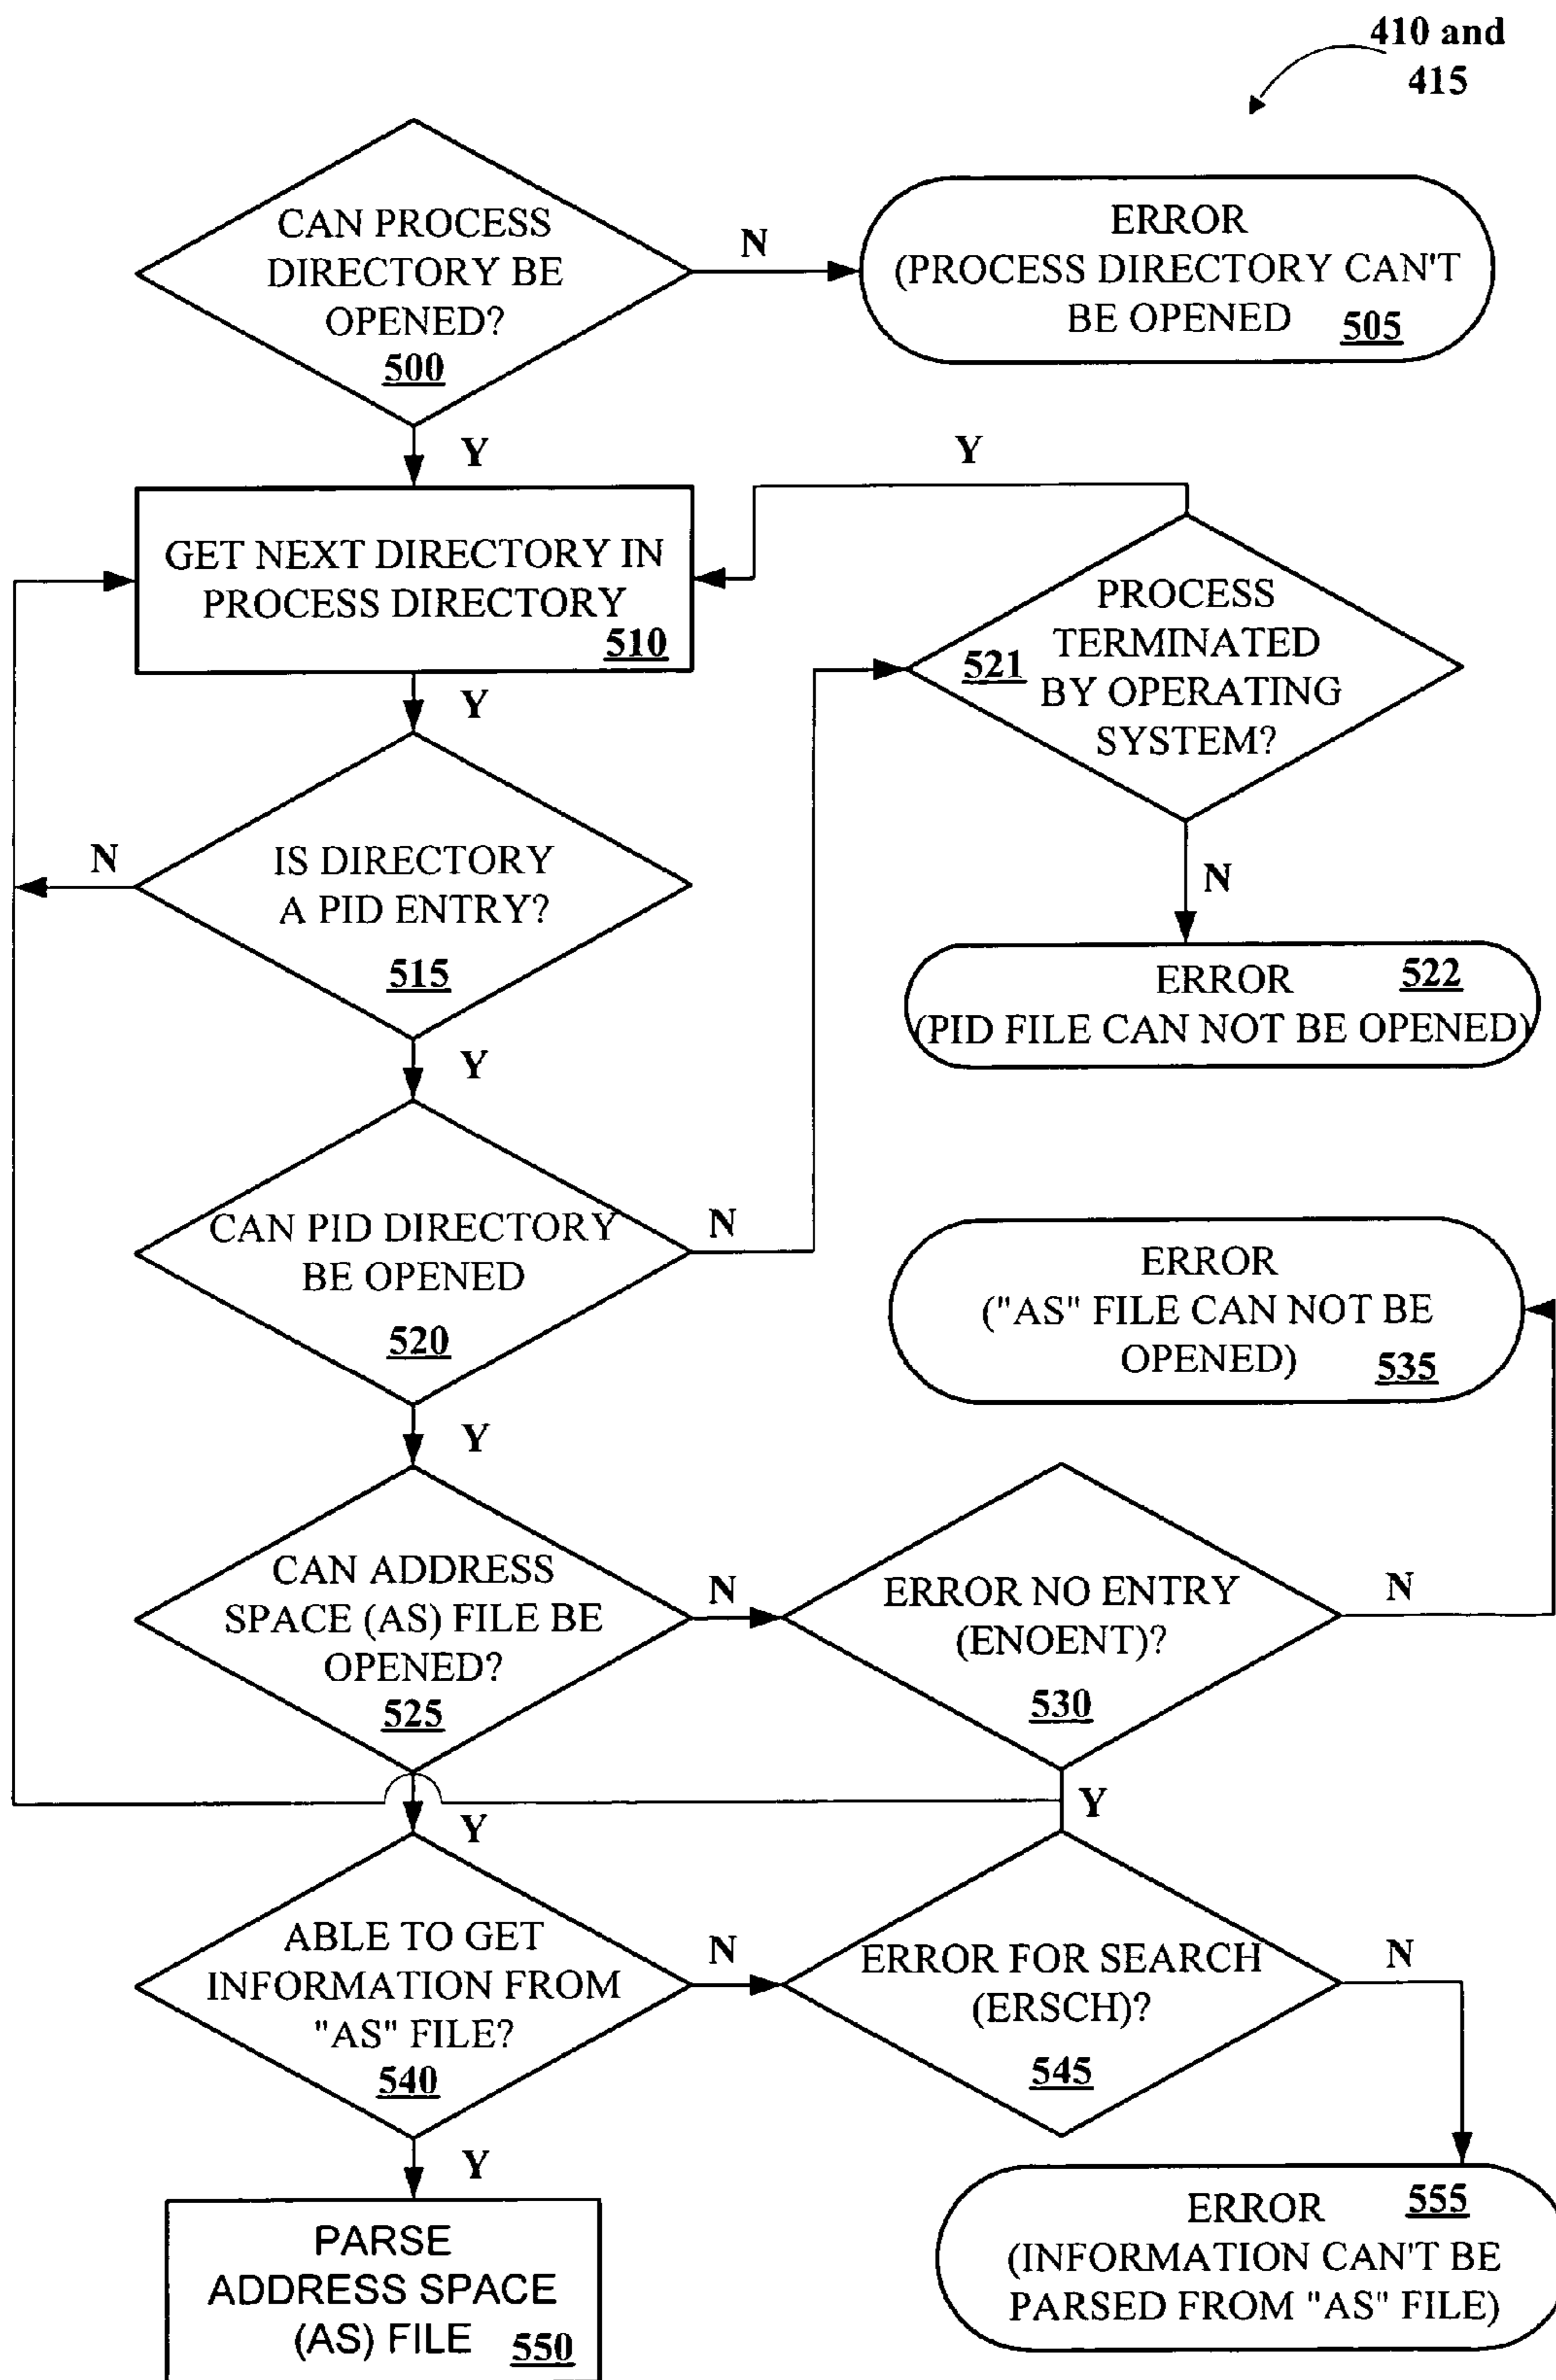 410 and
415
CAN PROCESS
DIRECTORY BE
OPENED?
500
N
ERROR
(PROCESS DIRECTORY CAN'T
BE OPENED 505
Y
Y
GET NEXT DIRECTORY IN
PROCESS DIRECTORY
510
PROCESS
TERMINATED
521
BY OPERATING
SYSTEM?
Y
N
IS DIRECTORY
A PID ENTRY?
515
N
ERROR 522
(PID FILE CAN NOT BE OPENED)
Y
CAN PID DIRECTORY
BE OPENED
520
N
ERROR
("AS" FILE CAN NOT BE
OPENED) 535
Y
CAN ADDRESS
SPACE (AS) FILE BE
OPENED?
525
N
ERROR NO ENTRY
(ENOENT)?
530
N
Y
Y
ABLE TO GET
INFORMATION FROM
"AS" FILE?
540
N
ERROR FOR SEARCH
(ERSCH)?
545
N
Y
PARSE
ADDRESS SPACE
(AS) FILE 550
ERROR 555
(INFORMATION CAN'T BE
PARSED FROM "AS" FILE)